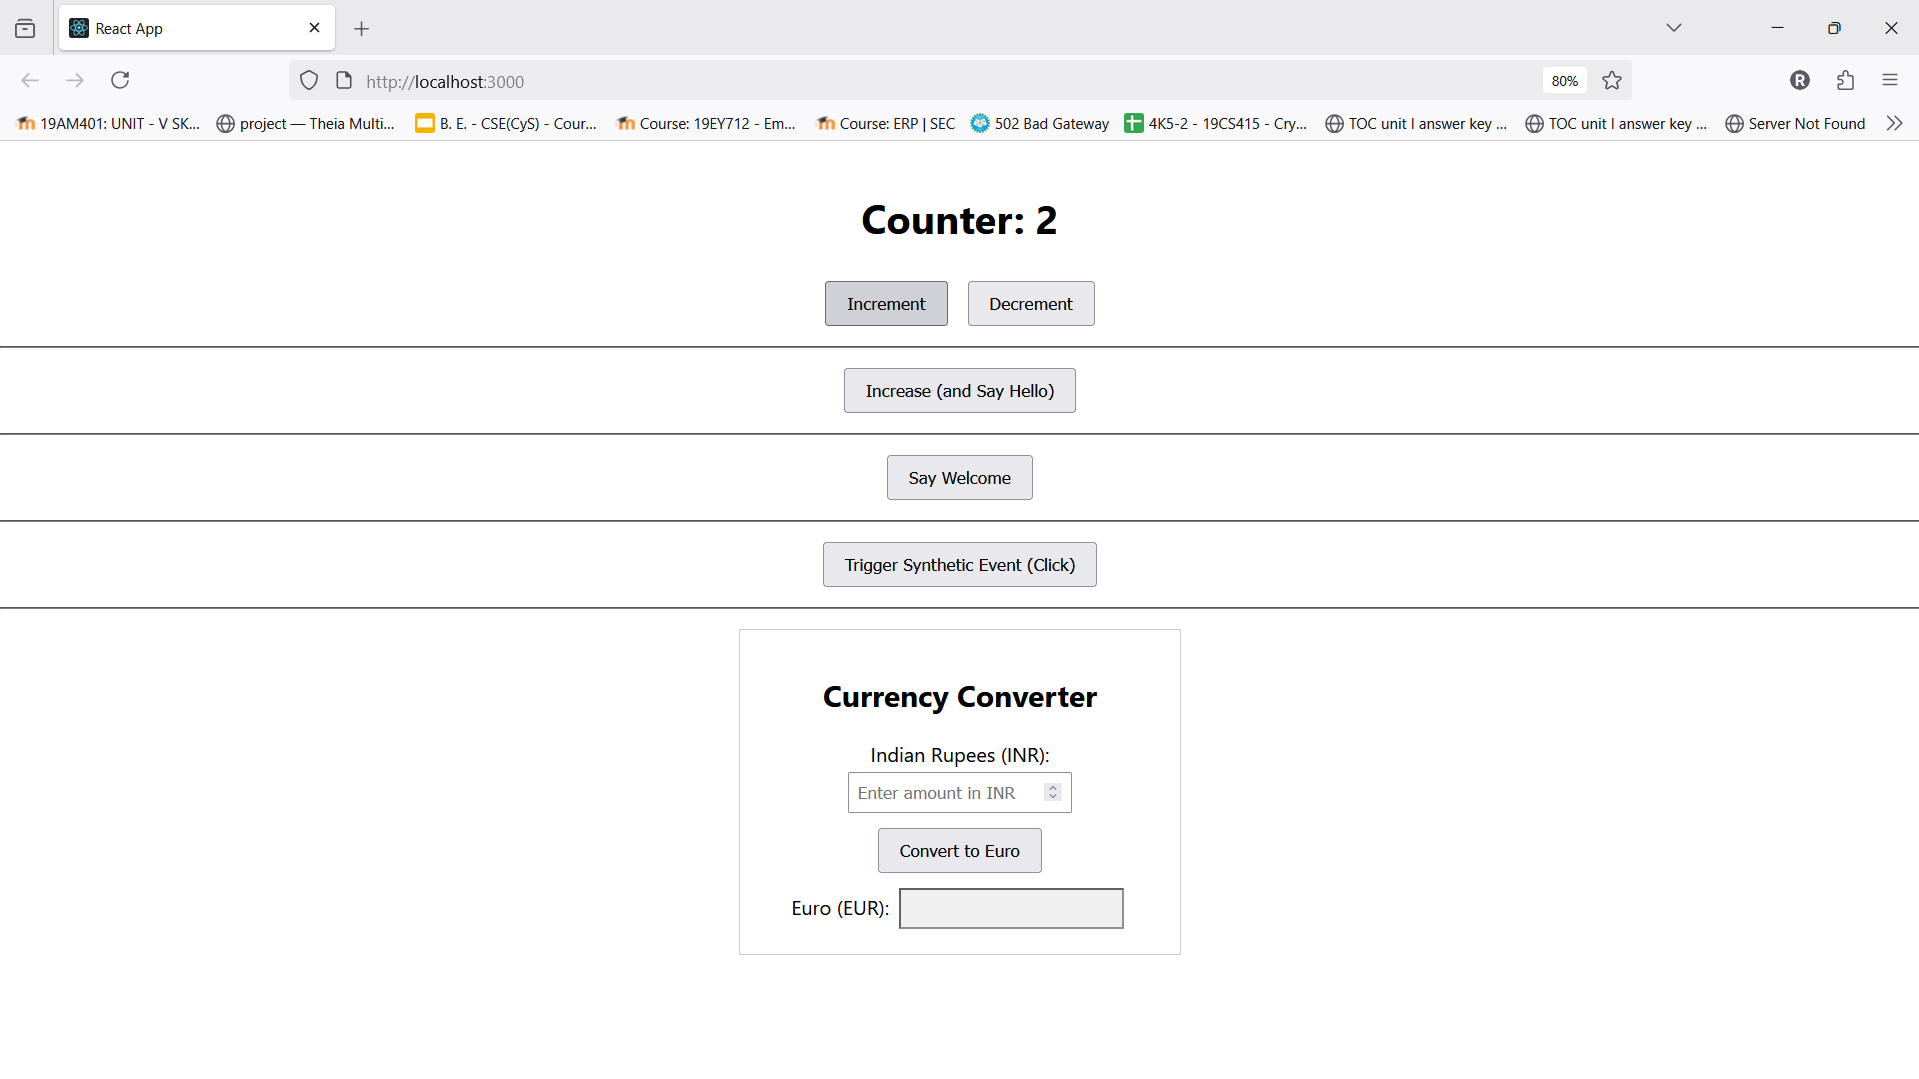 React App
http://localhost:3000
80%
R
19AM401: UNIT - V SK...
project — Theia Multi...
B. E. - CSE(CyS) - Cour...
Course: 19EY712 - Em...
Course: ERP | SEC
502 Bad Gateway
4K5-2 - 19CS415 - Cry...
TOC unit I answer key ...
TOC unit I answer key ...
Server Not Found
Counter: 2
Increment
Decrement
Increase (and Say Hello)
Say Welcome
Trigger Synthetic Event (Click)
Currency Converter
Indian Rupees (INR):
Enter amount in INR
Convert to Euro
Euro (EUR):